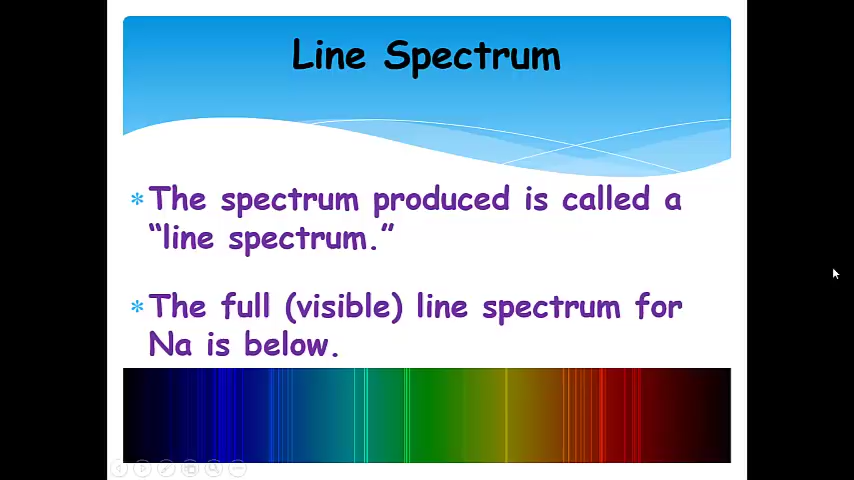 Line Spectrum
The spectrum produced is called a
“line spectrum.”
The full (visible) line spectrum for
Na is below.